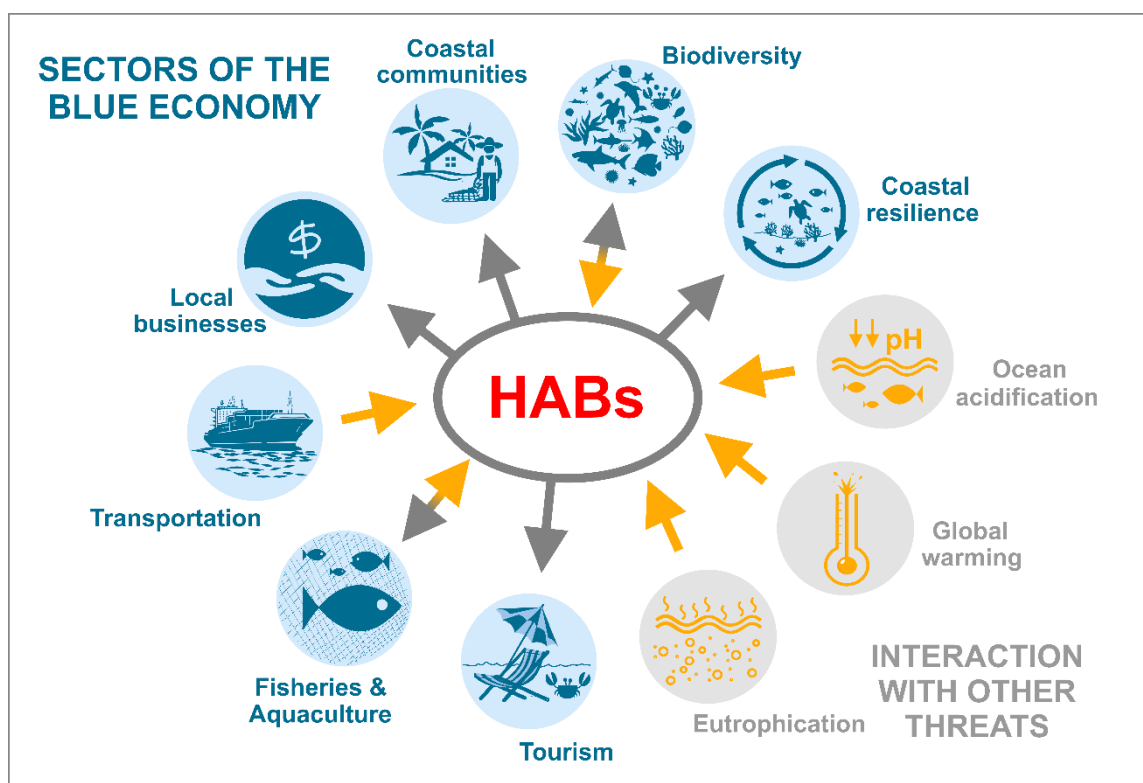 SECTORS OF THE
BLUE ECONOMY
Coastal
communities
Biodiversity
Coastal
resilience
$
Local
businesses
HABs
pH
Ocean
acidification
Transportation
Global
warming
Fisheries &
Aquaculture
Tourism
Eutrophication
INTERACTION
WITH OTHER
THREATS